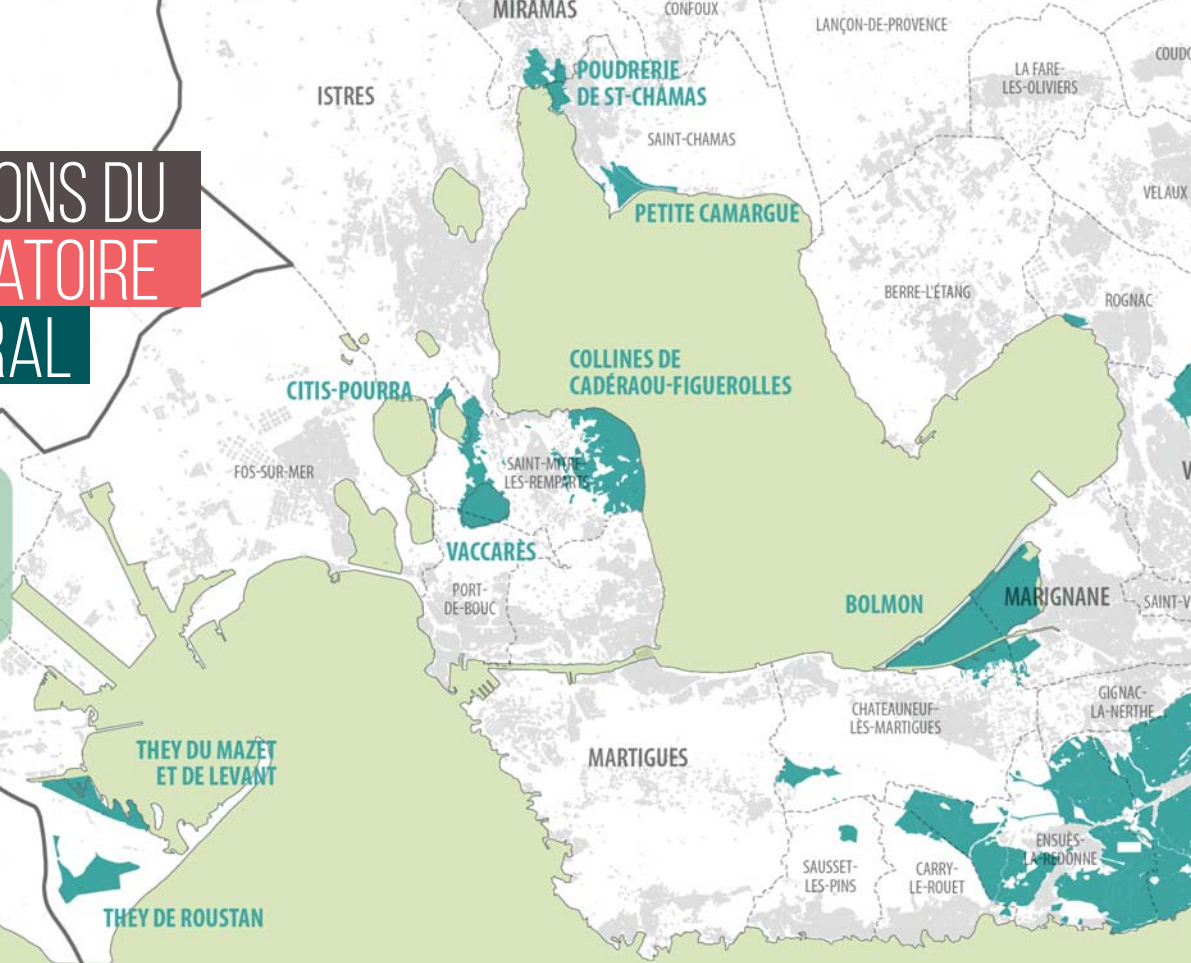 MIRAMAS
CONFOUX
LANÇON-DE-PROVENCE
COUDO
LA FARE-
LES-OLIVIERS
POUDRERIE
DE ST-CHAMAS
ISTRES
SAINT-CHAMAS
ONS DU
ATOIRE
RAL
VELAUX
PETITE CAMARGUE
BERRE-L'ÉTANG
ROGNAC
COLLINES DE
CADÉRAOU-FIGUEROLLES
CITIS-POURRA
FOS-SUR-MER
SAINT-MITRE-
LES-REMPARTS
V
VACCARÈS
PORT-
DE-BOUC
BOLMON
MARIGNANE
SAINT-V
CHATEAUNEUF-
LÈS-MARTIGUES
GIGNAC-
LA-NERTHE
THEY DU MAZET
ET DE LEVANT
MARTIGUES
ENSUÈS-
LA-REDONNE
SAUSSET-
LES-PINS
CARRY-
LE-ROUET
THEY DE ROUSTAN